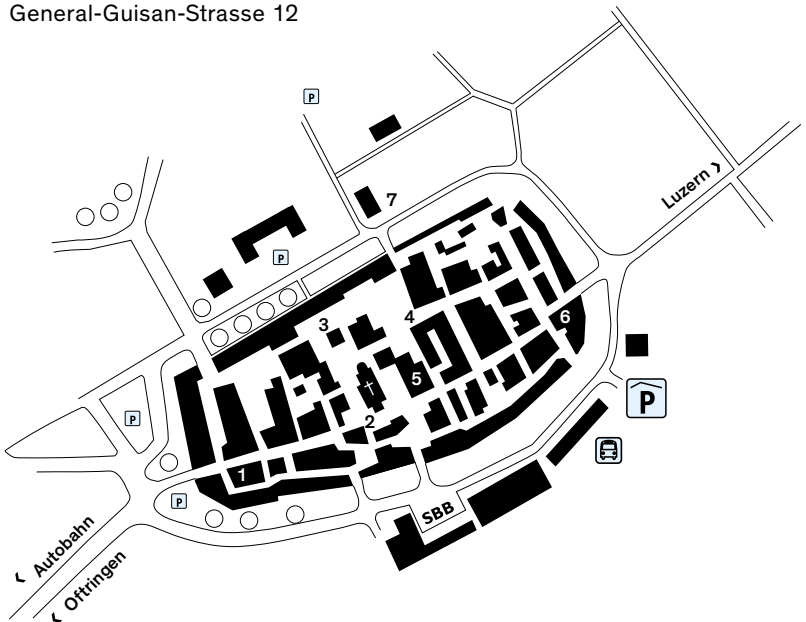 General-Guisan-Strasse 12
P
7
Luzern >
P
3
4
6
5
P
P
2
1
P
SBB
< Autobahn
< Oftringen